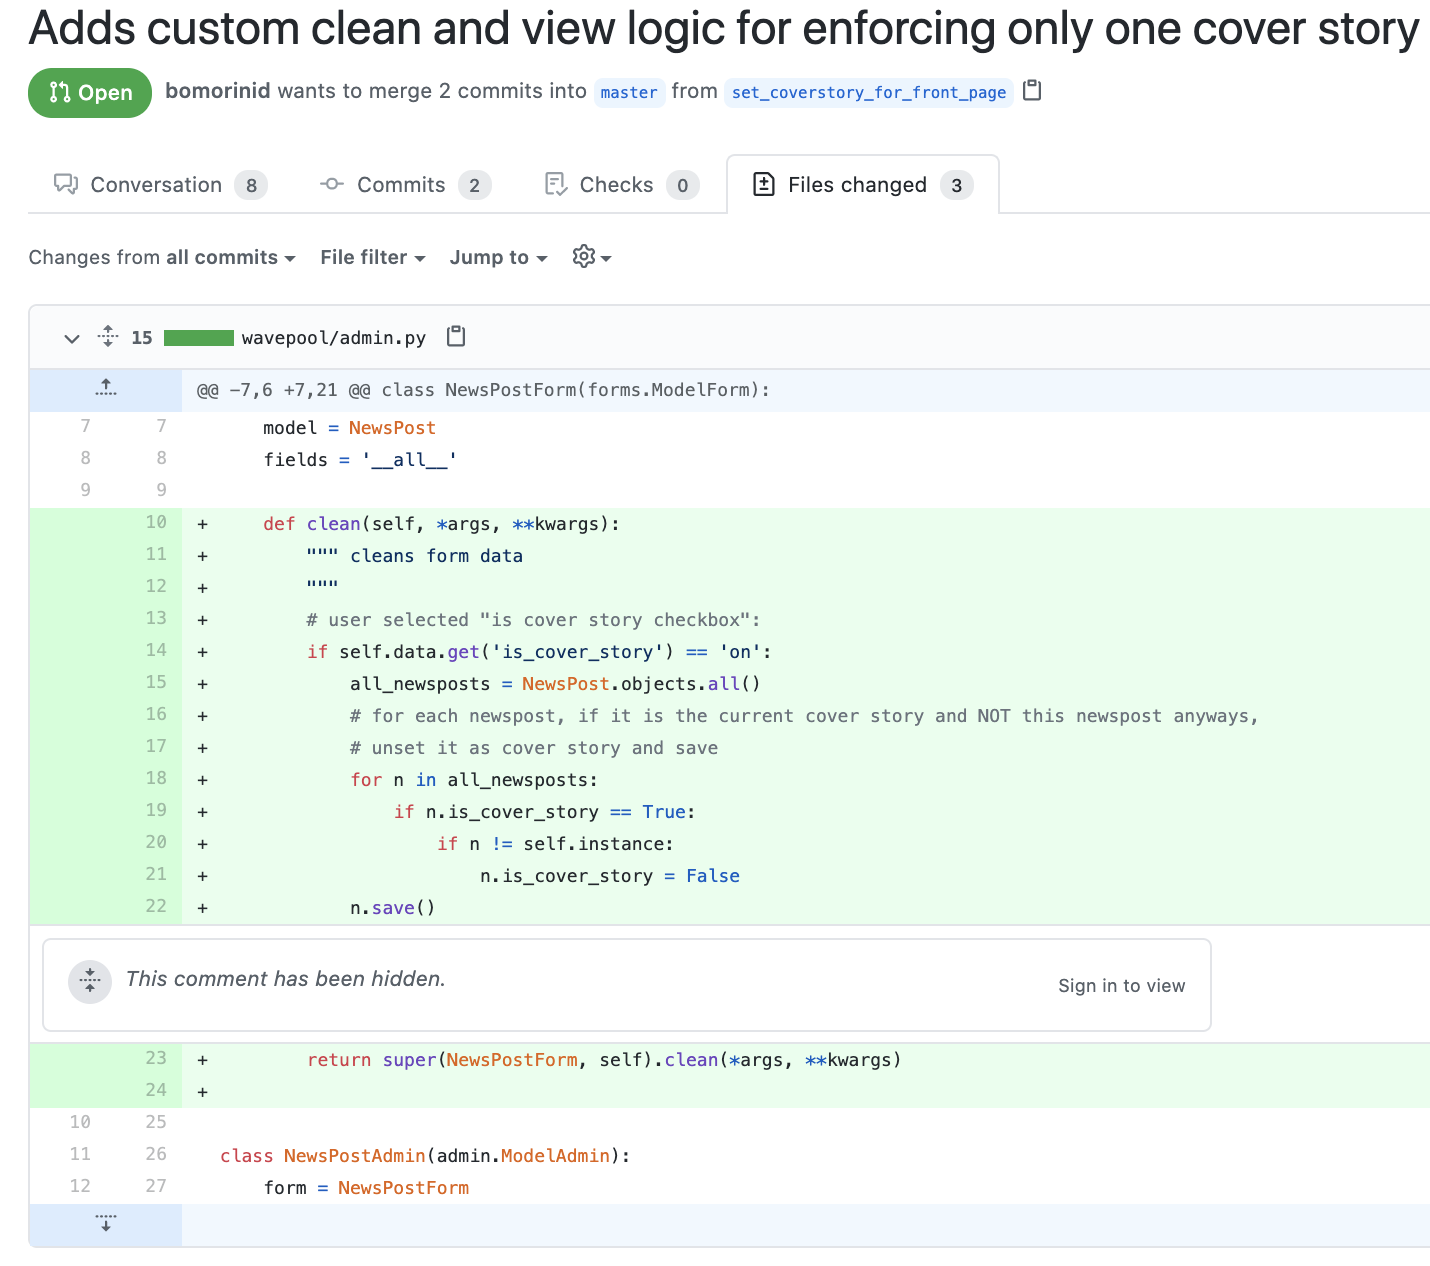 Adds custom clean and view logic for enforcing only one cover story
Open bomorinid wants to merge 2 commits into master from set_coverstory_for_front_page
Conversation 8 Commits 2 Checks 0 Files changed 3
Changes from all commits File filter Jump to
15 wavepool/admin.py
@@ -7,6 +7,21 @@ class NewsPostForm(forms.ModelForm):
7 7 model = NewsPost
8 8 fields = '__all__'
9 9
10 + def clean(self, *args, **kwargs):
11 + """ cleans form data
12 + """
13 + # user selected "is cover story checkbox":
14 + if self.data.get('is_cover_story') == 'on':
15 + all_newsposts = NewsPost.objects.all()
16 + # for each newspost, if it is the current cover story and NOT this newspost anyways,
17 + # unset it as cover story and save
18 + for n in all_newsposts:
19 + if n.is_cover_story == True:
20 + if n != self.instance:
21 + n.is_cover_story = False
22 + n.save()
This comment has been hidden. Sign in to view
23 + return super(NewsPostForm, self).clean(*args, **kwargs)
24 +
10 25
11 26 class NewsPostAdmin(admin.ModelAdmin):
12 27 form = NewsPostForm